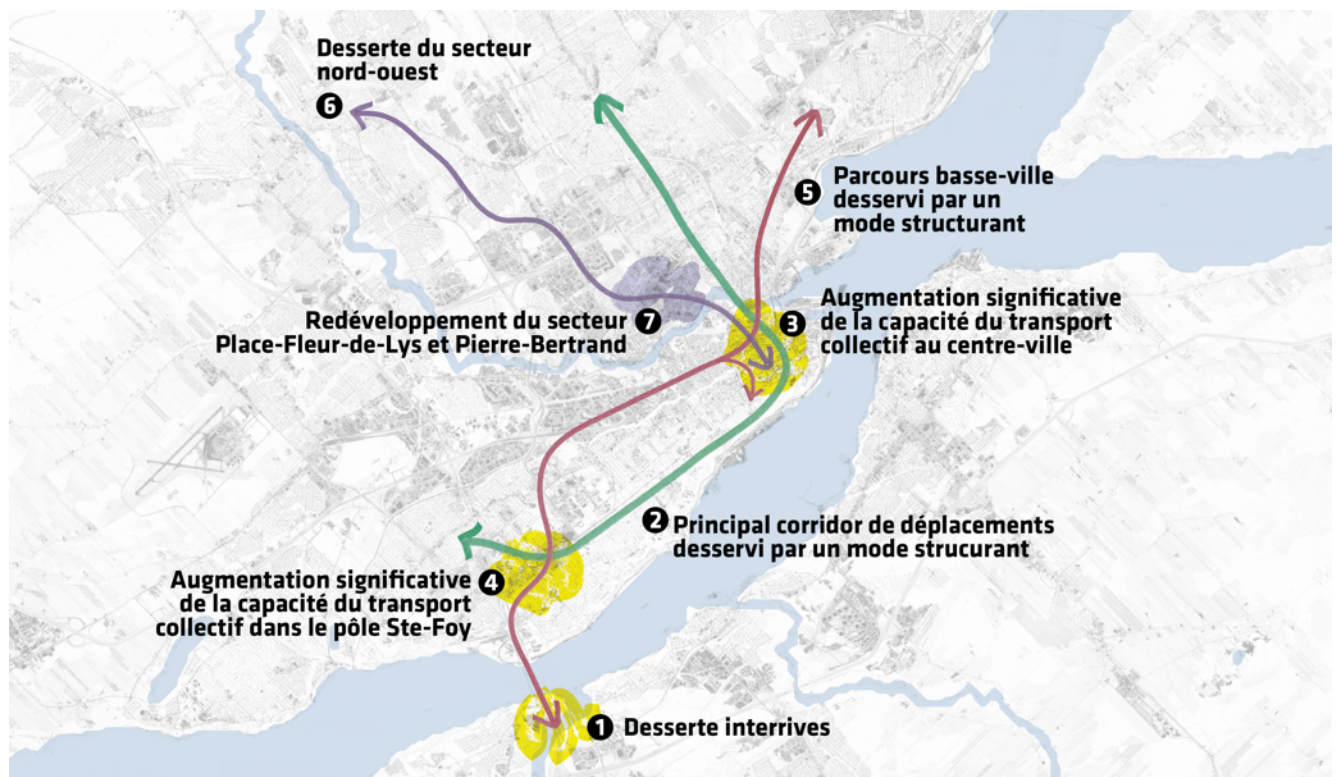 Desserte du secteur
nord-ouest
6
5 Parcours basse-ville
desservi par un
mode structurant
Redéveloppement du secteur 7
Place-Fleur-de-Lys et Pierre-Bertrand
3 Augmentation significative
de la capacité du transport
collectif au centre-ville
2 Principal corridor de déplacements
desservi par un mode strucurant
Augmentation significative 4
de la capacité du transport
collectif dans le pôle Ste-Foy
1 Desserte interrives